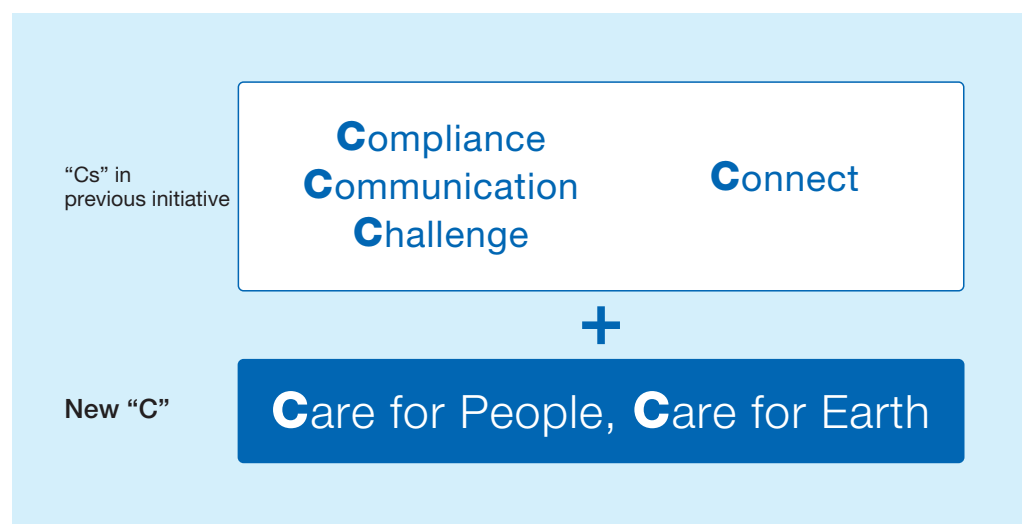 “Cs” in
previous initiative
Compliance
Communication
Challenge
Connect
+
New “C”
Care for People, Care for Earth